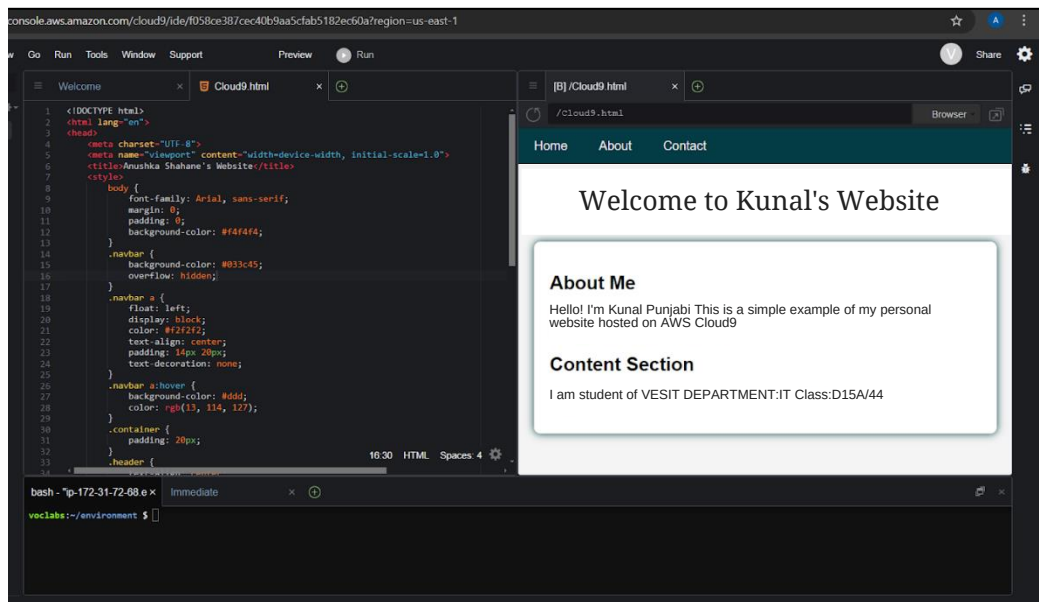 console.aws.amazon.com/cloud9/ide/f058ce387cec40b9aa5cfab5182ec60a?region=us-east-1
A
w Go Run Tools Window Support Preview Run
V Share
Welcome × Cloud9.html ×
1 <!DOCTYPE html>
2 <html lang="en">
3 <head>
4 <meta charset="UTF-8">
5 <meta name="viewport" content="width=device-width, initial-scale=1.0">
6 <title>Anushka Shahane's Website</title>
7 <style>
8 body {
9 font-family: Arial, sans-serif;
10 margin: 0;
11 padding: 0;
12 background-color: #f4f4f4;
13 }
14 .navbar {
15 background-color: #033c45;
16 overflow: hidden;
17 }
18 .navbar a {
19 float: left;
20 display: block;
21 color: #f2f2f2;
22 text-align: center;
23 padding: 14px 20px;
24 text-decoration: none;
25 }
26 .navbar a:hover {
27 background-color: #ddd;
28 color: rgb(13, 114, 127);
29 }
30 .container {
31 padding: 20px;
32 }
33 .header {
34
16:30 HTML Spaces: 4
[B] /Cloud9.html ×
/Cloud9.html Browser
Home About Contact
Welcome to Kunal's Website
About Me
Hello! I'm Kunal Punjabi This is a simple example of my personal
website hosted on AWS Cloud9
Content Section
I am student of VESIT DEPARTMENT:IT Class:D15A/44
bash - "ip-172-31-72-68.e × Immediate ×
voclabs:~/environment $